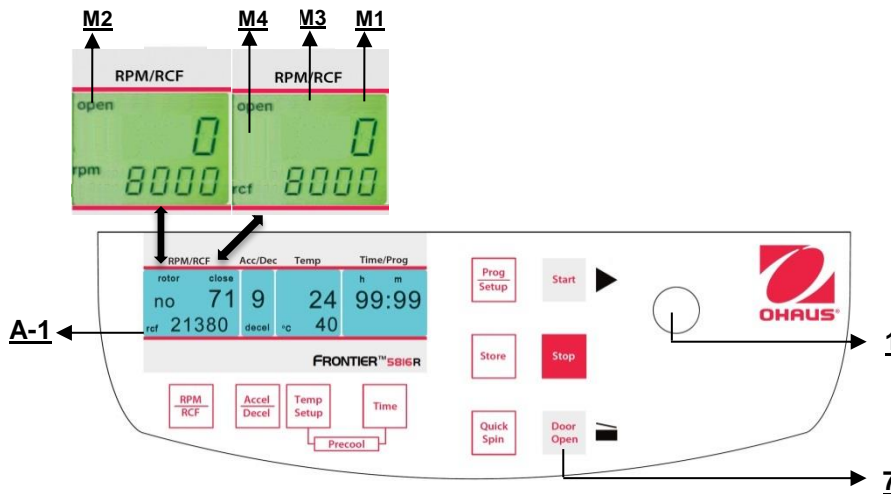 M2 M4 M3 M1
RPM/RCF RPM/RCF
open open
0 0
rpm 8000 rcf 8000
RPM/RCF Acc/Dec Temp Time/Prog
rotor close h m
no 71 9 24 99:99
rcf 21380 decel °C 40
A-1
FRONTIER™ 5816R
RPM
RCF
Accel
Decel
Temp
Setup
Time
Precool
Prog
Setup
Start
Store
Stop
Quick
Spin
Door
Open
OHAUS®
1
7